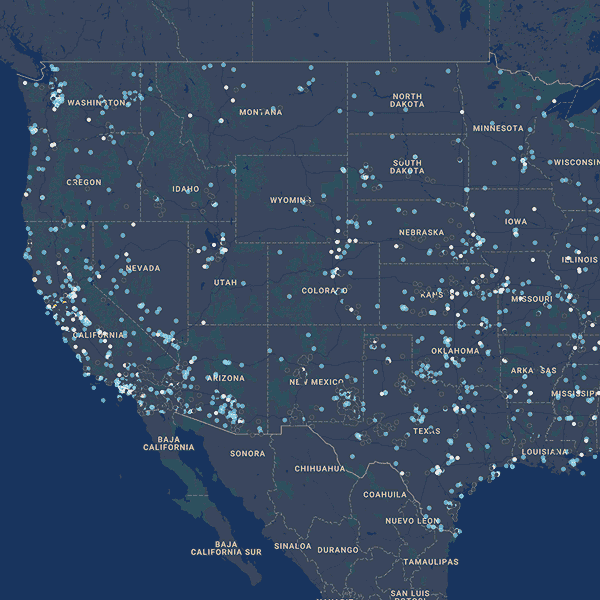 WASHINGTON
MONTANA
NORTH
DAKOTA
MINNESOTA
SOUTH
DAKOTA
WISCONSIN
OREGON
IDAHO
WYOMING
NEBRASKA
IOWA
NEVADA
UTAH
COLORADO
KANS
MISSOURI
ILLINOIS
CALIFORNIA
ARIZONA
NEW MEXICO
OKLAHOMA
ARKANSAS
MISSISSIP
TEXAS
LOUISIANA
BAJA
CALIFORNIA
SONORA
CHIHUAHUA
COAHUILA
NUEVO LEON
BAJA
CALIFORNIA SUR
SINALOA
DURANGO
TAMAULIPAS
SAN LUIS
POTOSI